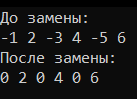 До замены:
-1 2 -3 4 -5 6
После замены:
0 2 0 4 0 6